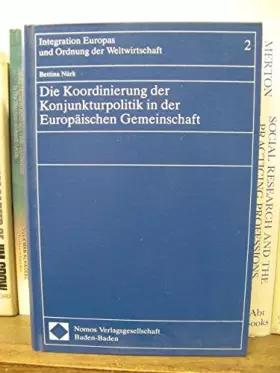 Integration Europas
und Ordnung der Weltwirtschaft
2
Bettina Nürk
Die Koordinierung der
Konjunkturpolitik in der
Europäischen Gemeinschaft
Nomos Verlagsgesellschaft
Baden-Baden
MERTON
SOCIAL RESEARCH AND THE
PRACTICING PROFESSIONS
Abt
Books